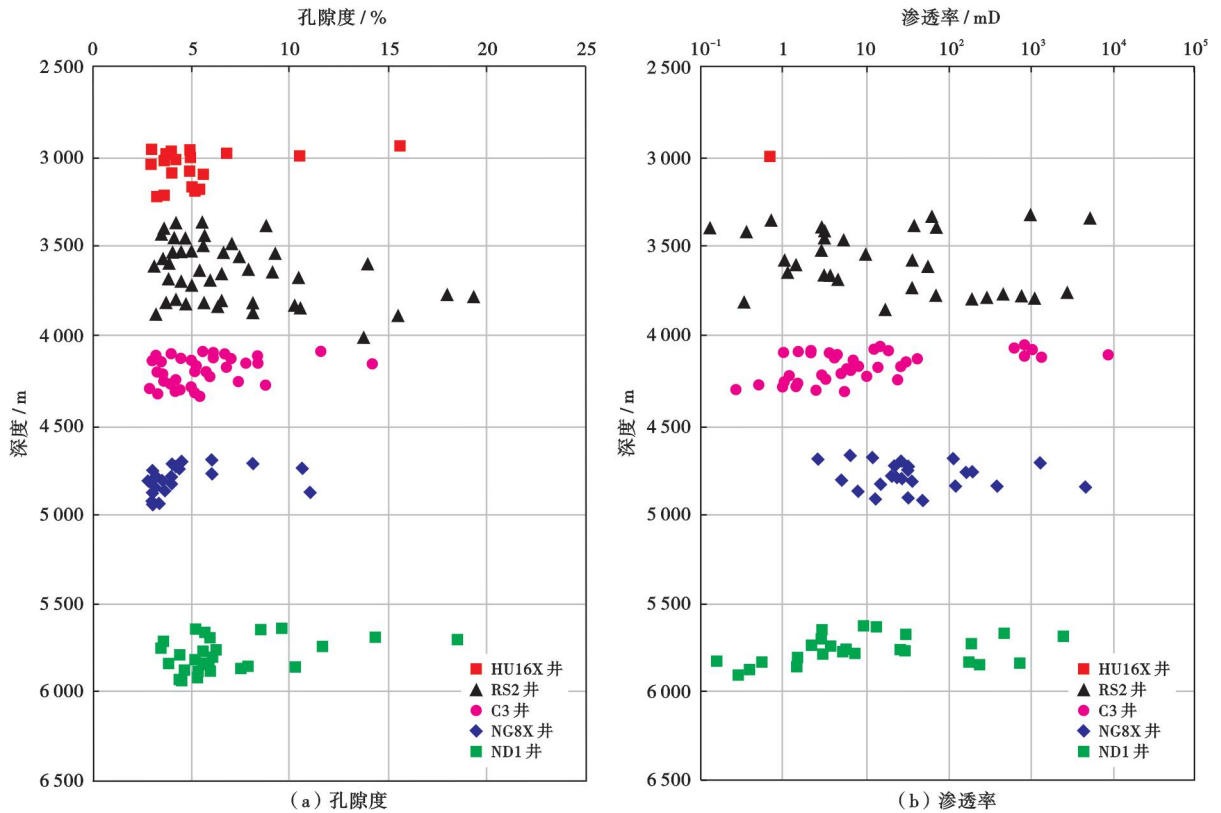 孔隙度 / %
0 5 10 15 20 25
2 500
3 000
3 500
4 000
4 500
5 000
5 500
6 000
6 500
深度 / m
HU16X 井
RS2 井
C3 井
NG8X 井
ND1 井
（a）孔隙度
渗透率 / mD
10⁻¹ 1 10 10² 10³ 10⁴ 10⁵
2 500
3 000
3 500
4 000
4 500
5 000
5 500
6 000
6 500
深度 / m
HU16X 井
RS2 井
C3 井
NG8X 井
ND1 井
（b）渗透率